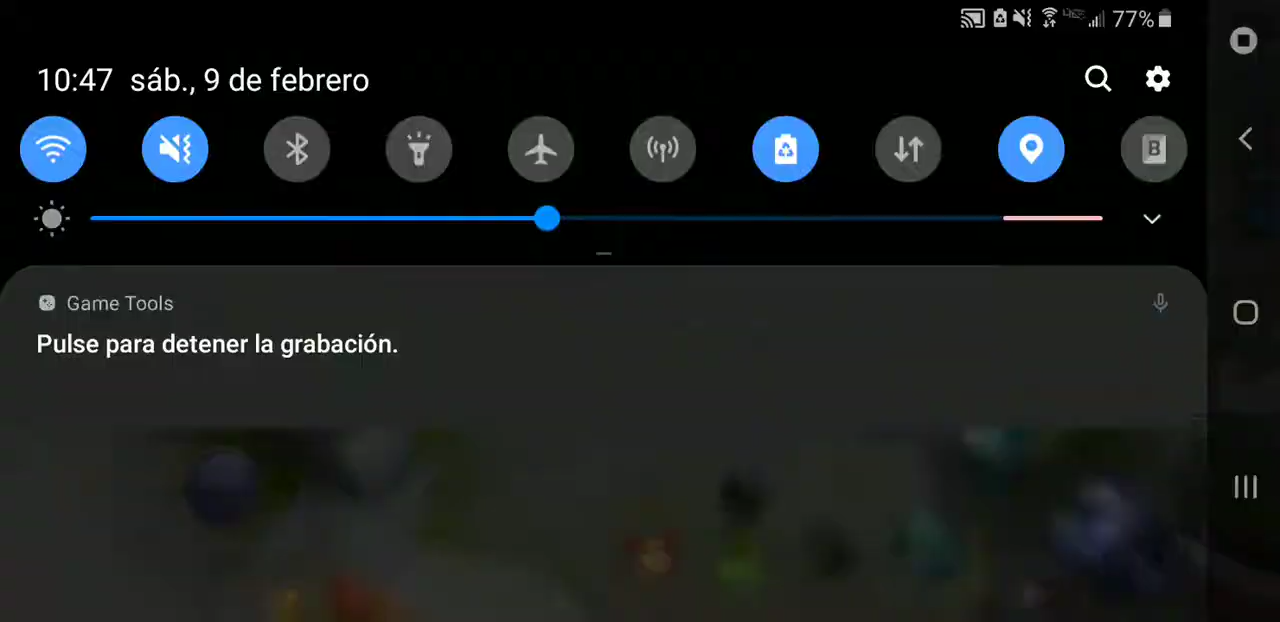 77%
10:47 sáb., 9 de febrero
B
Game Tools
Pulse para detener la grabación.